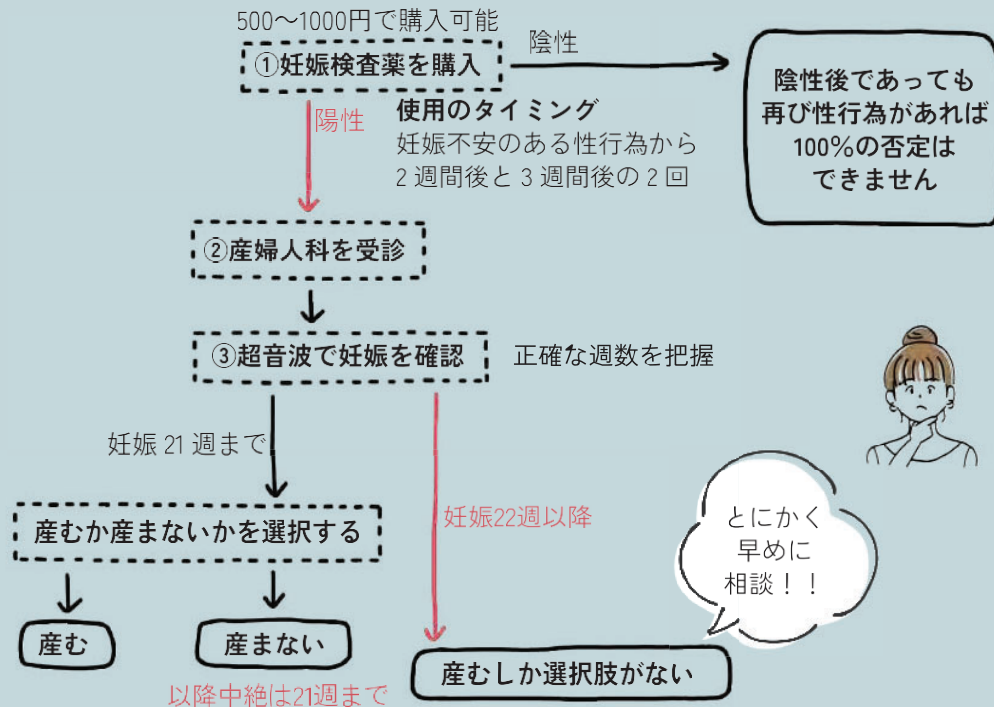 500〜1000円で購入可能
①妊娠検査薬を購入
陰性
陰性後であっても
再び性行為があれば
100%の否定は
できません
陽性
使用のタイミング
妊娠不安のある性行為から
2週間後と3週間後の2回
②産婦人科を受診
③超音波で妊娠を確認
正確な週数を把握
妊娠21週まで
妊娠22週以降
産むか産まないかを選択する
とにかく
早めに
相談！！
産む
産まない
産むしか選択肢がない
以降中絶は21週まで